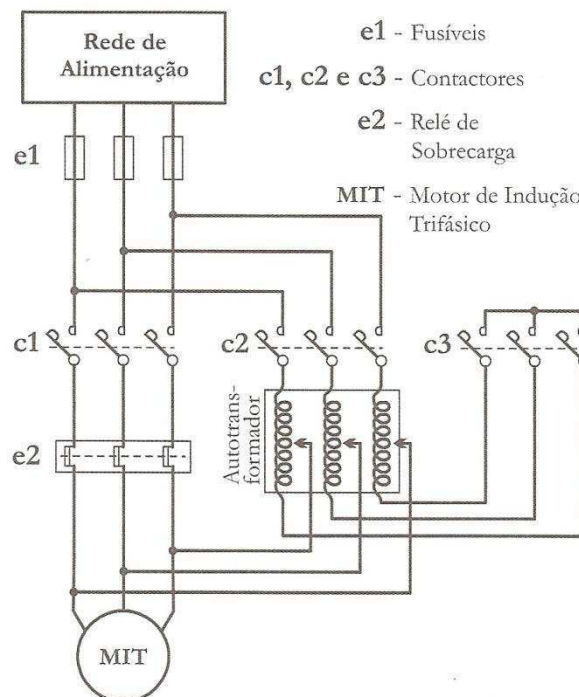 Rede de
Alimentação
e1 - Fusíveis
c1, c2 e c3 - Contactores
e2 - Relé de
Sobrecarga
MIT - Motor de Indução
Trifásico
e1
c1
c2
c3
Autotrans-
formador
e2
MIT